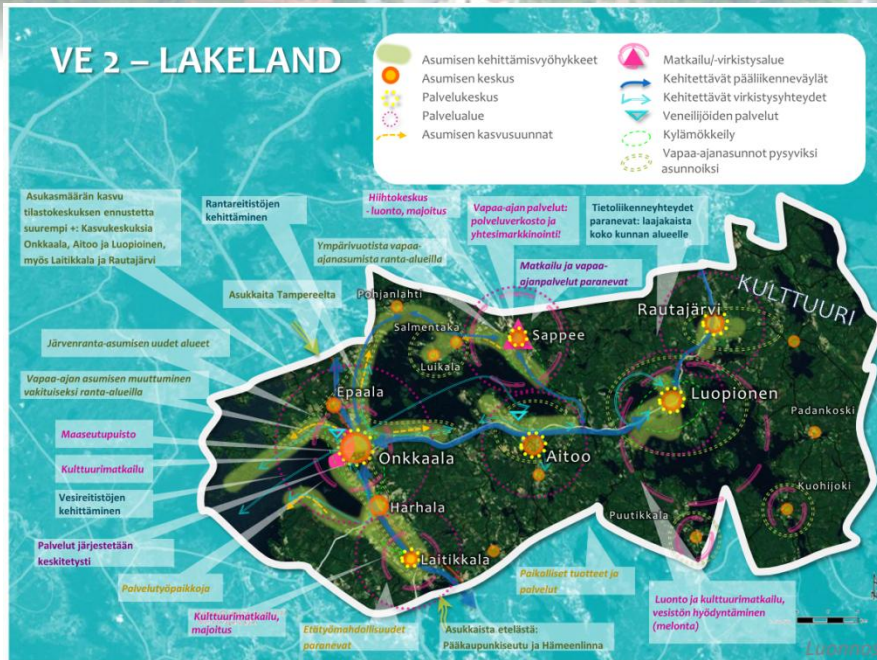 VE 2 – LAKELAND
Asumisen kehittämisvyöhykkeet
Asumisen keskus
Palvelukeskus
Palvelualue
Asumisen kasvusuunnat
Matkailu/-virkistysalue
Kehitettävät pääliikenneväylät
Kehitettävät virkistysyhteydet
Veneilijöiden palvelut
Kylämökkeily
Vapaa-ajanasunnot pysyviksi
asunnoiksi
Asukasmäärän kasvu
tilastokeskuksen ennustetta
suurempi +: Kasvukeskuksia
Onkkaala, Aitoo ja Luopioinen,
myös Laitikkala ja Rautajärvi
Rantareitistöjen
kehittäminen
Hiihtokeskus
- luonto, majoitus
Vapaa-ajan palvelut:
polveluverkosto ja
yhtesimarkkinointi!
Tietoliikenneyhteydet
paranevat: laajakaista
koko kunnan alueelle
Ympärivuotista vapaa-
ajanasumista ranta-alueilla
Matkailu ja vapaa-
ajanpalvelut paranevat
Asukkaita Tampereelta
Pohjanlahti
Salmentaka
Luikala
Sappee
Rautajärvi
KULTTUURI
Järvenranta-asumisen uudet alueet
Vapaa-ajan asumisen muuttuminen
vakituiseksi ranta-alueilla
Epaala
Luopionen
Padankoski
Maaseutupuisto
Kulttuurimatkailu
Onkkaala
Aitoo
Vesireitistöjen
kehittäminen
Kuohijoki
Harhala
Puutikkala
Palvelut järjestetään
keskitetysti
Laitikkala
Palvelutyöpaikkoja
Paikalliset tuotteet ja
palvelut
Kulttuurimatkailu,
majoitus
Etätyömahdollisuudet
paranevat
Asukkaista etelästä:
Pääkaupunkiseutu ja Hämeenlinna
Luonto ja kulttuurimatkailu,
vesistön hyödyntäminen
(melonta)